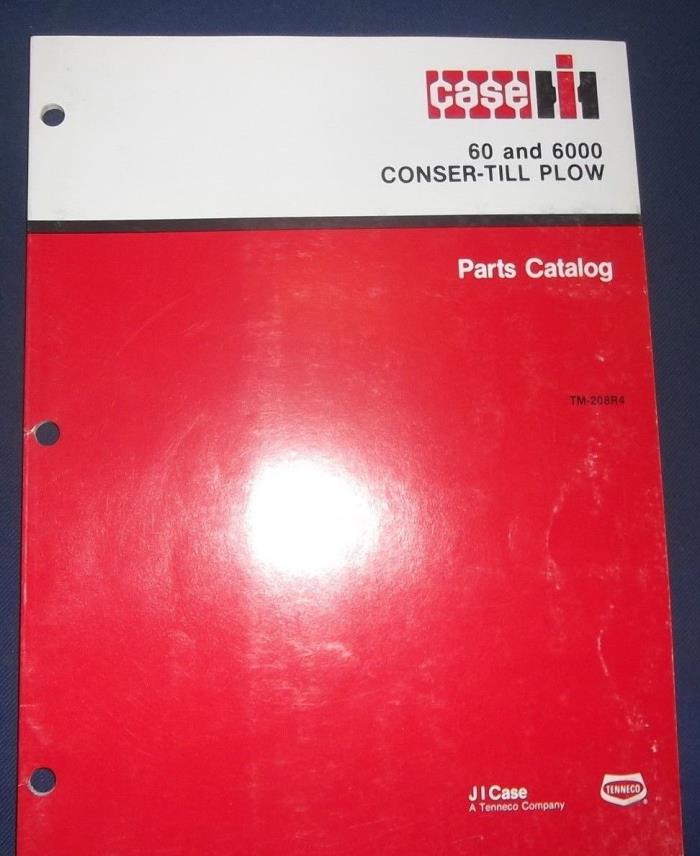 case IH
60 and 6000
CONSER-TILL PLOW
Parts Catalog
TM-208R4
J I Case
A Tenneco Company
TENNECO